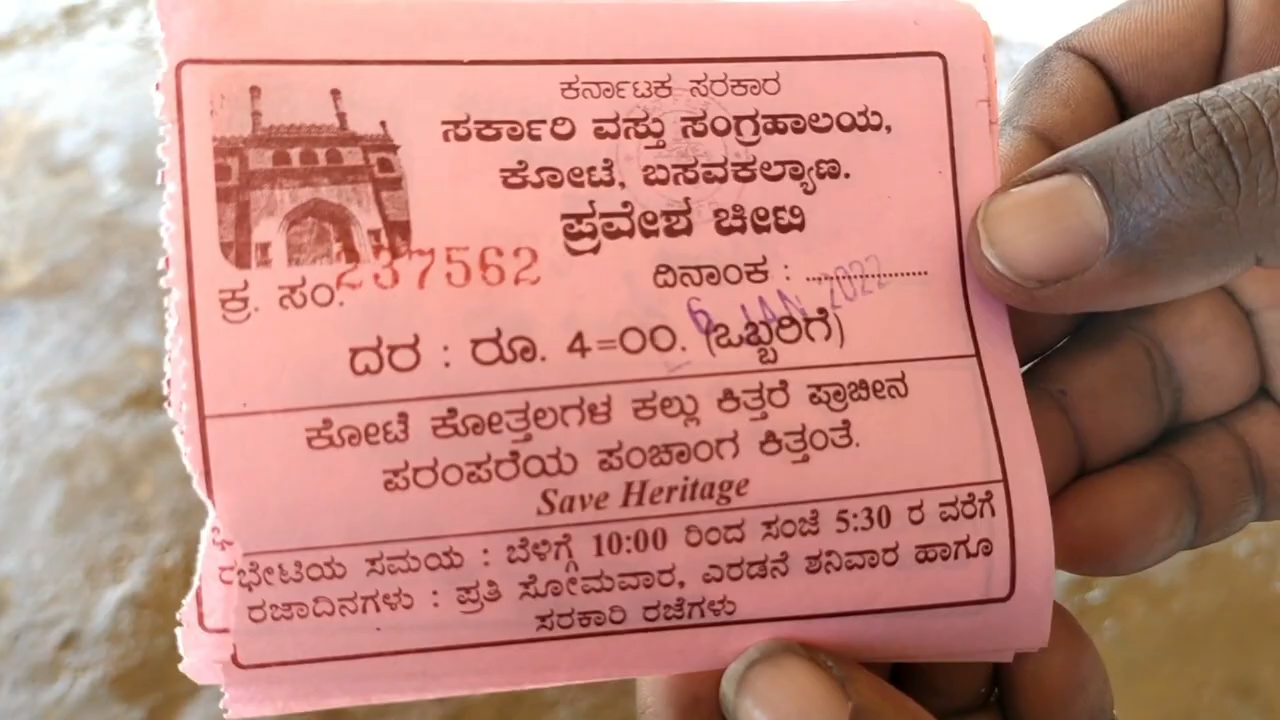 ಕರ್ನಾಟಕ ಸರಕಾರ
ಸರ್ಕಾರಿ ವಸ್ತು ಸಂಗ್ರಹಾಲಯ,
ಕೋಟೆ, ಬಸವಕಲ್ಯಾಣ.
ಪ್ರವೇಶ ಚೀಟಿ
ಕ್ರ. ಸಂ. 237562
ದಿನಾಂಕ : .................... 6 JAN 2022
ದರ : ರೂ. 4=೦೦. (ಒಬ್ಬರಿಗೆ)
ಕೋಟೆ ಕೋತ್ತಲಗಳ ಕಲ್ಲು ಕಿತ್ತರೆ ಪ್ರಾಚೀನ
ಪರಂಪರೆಯ ಪಂಚಾಂಗ ಕಿತ್ತಂತೆ.
Save Heritage
ಭೇಟಿಯ ಸಮಯ : ಬೆಳಿಗ್ಗೆ 10:00 ರಿಂದ ಸಂಜೆ 5:30 ರ ವರೆಗೆ
ರಜಾದಿನಗಳು : ಪ್ರತಿ ಸೋಮವಾರ, ಎರಡನೆ ಶನಿವಾರ ಹಾಗೂ
ಸರಕಾರಿ ರಜೆಗಳು